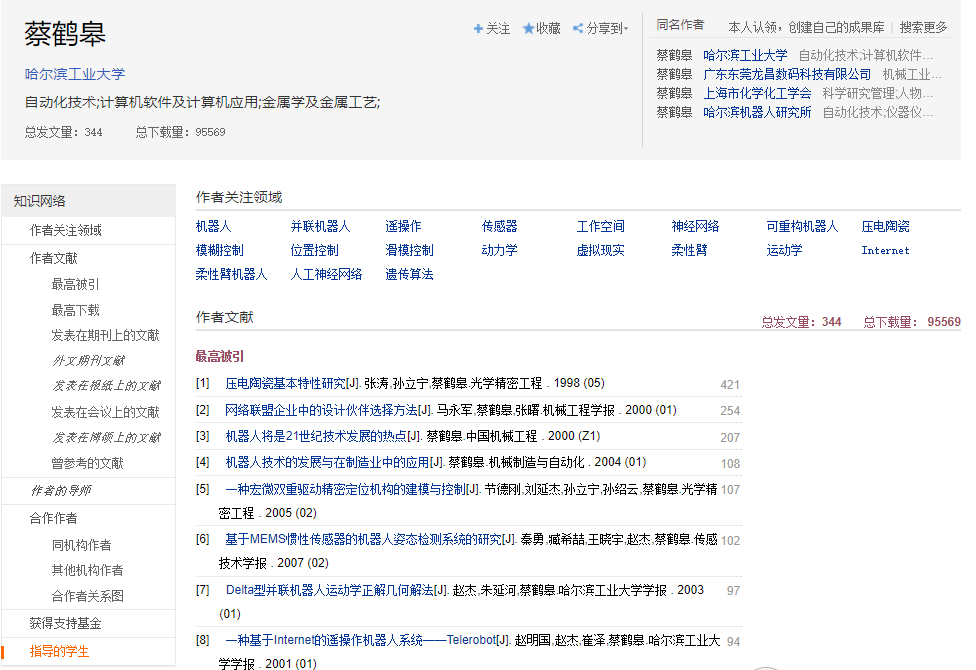 蔡鹤皋
关注 收藏 分享到
哈尔滨工业大学
自动化技术;计算机软件及计算机应用;金属学及金属工艺;
总发文量：344 总下载量：95569
同名作者 本人认领，创建自己的成果库 | 搜索更多
蔡鹤皋 哈尔滨工业大学 自动化技术;计算机软件...
蔡鹤皋 广东东莞龙昌数码科技有限公司 机械工业...
蔡鹤皋 上海市化学化工学会 科学研究管理;人物...
蔡鹤皋 哈尔滨机器人研究所 自动化技术;仪器仪...
知识网络
作者关注领域
作者文献
最高被引
最高下载
发表在期刊上的文献
外文期刊文献
发表在报纸上的文献
发表在会议上的文献
发表在博硕上的文献
曾参考的文献
作者的导师
合作作者
同机构作者
其他机构作者
合作作者关系图
获得支持基金
指导的学生
作者关注领域
机器人 并联机器人 遥操作 传感器 工作空间 神经网络 可重构机器人 压电陶瓷
模糊控制 位置控制 滑模控制 动力学 虚拟现实 柔性臂 运动学 Internet
柔性臂机器人 人工神经网络 遗传算法
作者文献 总发文量：344 总下载量：95569
最高被引
[1] 压电陶瓷基本特性研究[J]. 张涛,孙立宁,蔡鹤皋.光学精密工程 . 1998 (05) 421
[2] 网络联盟企业中的设计伙伴选择方法[J]. 马永军,蔡鹤皋,张曙.机械工程学报 . 2000 (01) 254
[3] 机器人将是21世纪技术发展的热点[J]. 蔡鹤皋.中国机械工程 . 2000 (Z1) 207
[4] 机器人技术的发展与在制造业中的应用[J]. 蔡鹤皋.机械制造与自动化 . 2004 (01) 108
[5] 一种宏微双重驱动精密定位机构的建模与控制[J]. 节德刚,刘延杰,孙立宁,孙绍云,蔡鹤皋.光学精 107
密工程 . 2005 (02)
[6] 基于MEMS惯性传感器的机器人姿态检测系统的研究[J]. 秦勇,臧希喆,王晓宇,赵杰,蔡鹤皋.传感 102
技术学报 . 2007 (02)
[7] Delta型并联机器人运动学正解几何解法[J]. 赵杰,朱延河,蔡鹤皋.哈尔滨工业大学学报 . 2003 97
(01)
[8] 一种基于Internet的遥操作机器人系统——Telerobot[J]. 赵明国,赵杰,崔泽,蔡鹤皋.哈尔滨工业大 94
学学报 . 2001 (01)